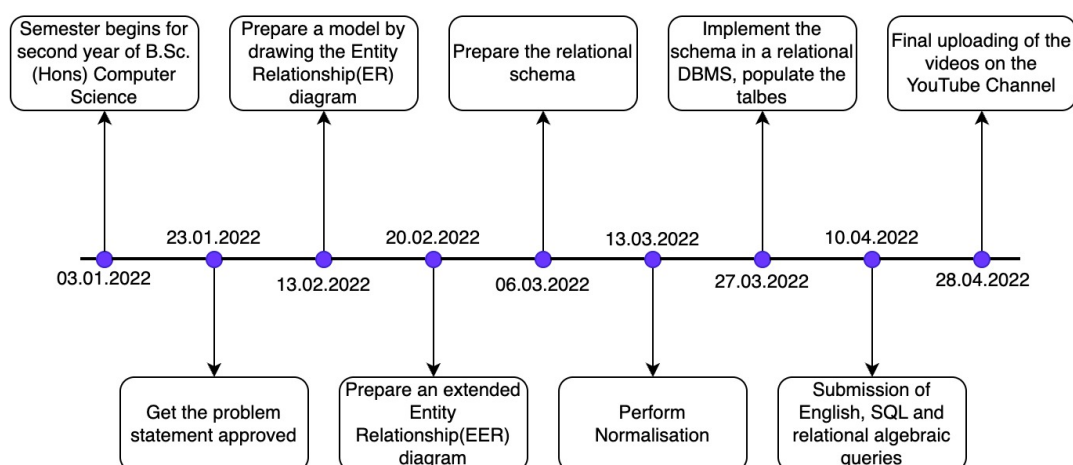 Semester begins for
second year of B.Sc.
(Hons) Computer
Science
Prepare a model by
drawing the Entity
Relationship(ER)
diagram
Prepare the relational
schema
Implement the
schema in a relational
DBMS, populate the
talbes
Final uploading of the
videos on the
YouTube Channel
23.01.2022
20.02.2022
13.03.2022
10.04.2022
03.01.2022
13.02.2022
06.03.2022
27.03.2022
28.04.2022
Get the problem
statement approved
Prepare an extended
Entity
Relationship(EER)
diagram
Perform
Normalisation
Submission of
English, SQL and
relational algebraic
queries